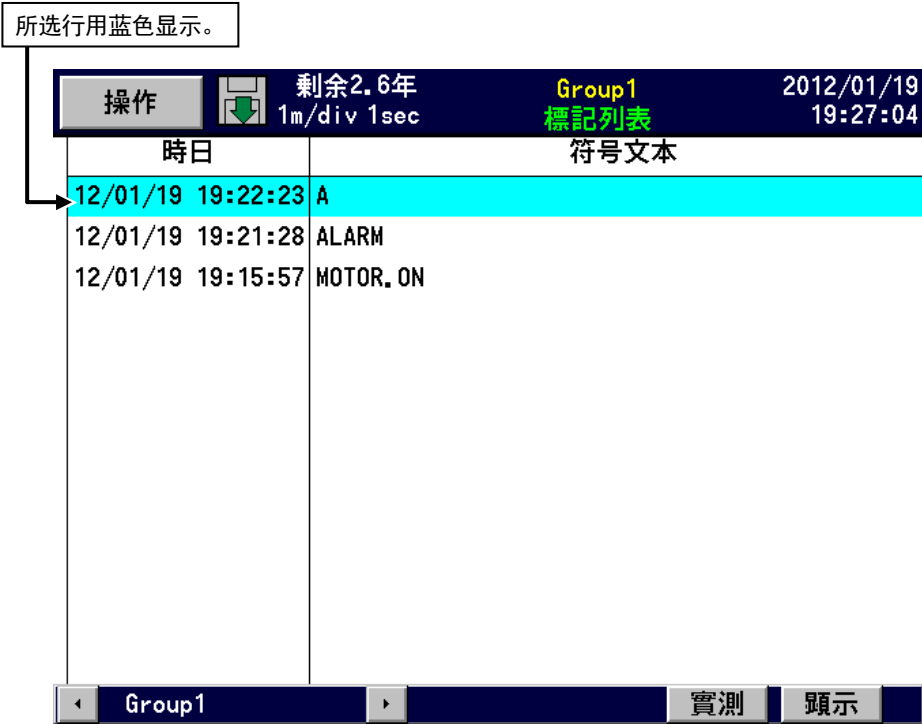 所选行用蓝色显示。
操作
剩余2.6年
1m/div 1sec
Group1
標記列表
2012/01/19
19:27:04
時日 符号文本
12/01/19 19:22:23 A
12/01/19 19:21:28 ALARM
12/01/19 19:15:57 MOTOR.ON
Group1 實測 顕示